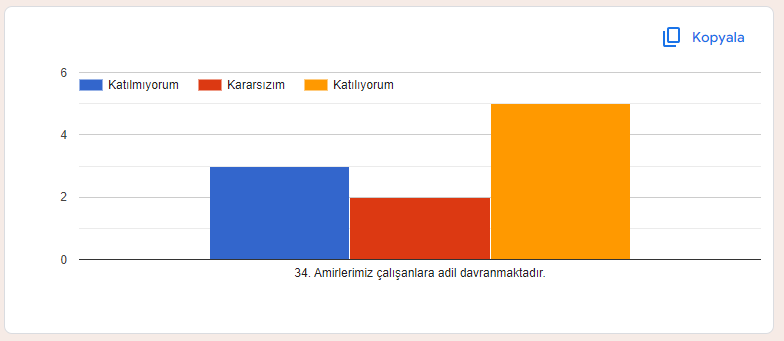 Kopyala
6
Katılmıyorum Kararsızım Katılıyorum
4
2
0
34. Amirlerimiz çalışanlara adil davranmaktadır.